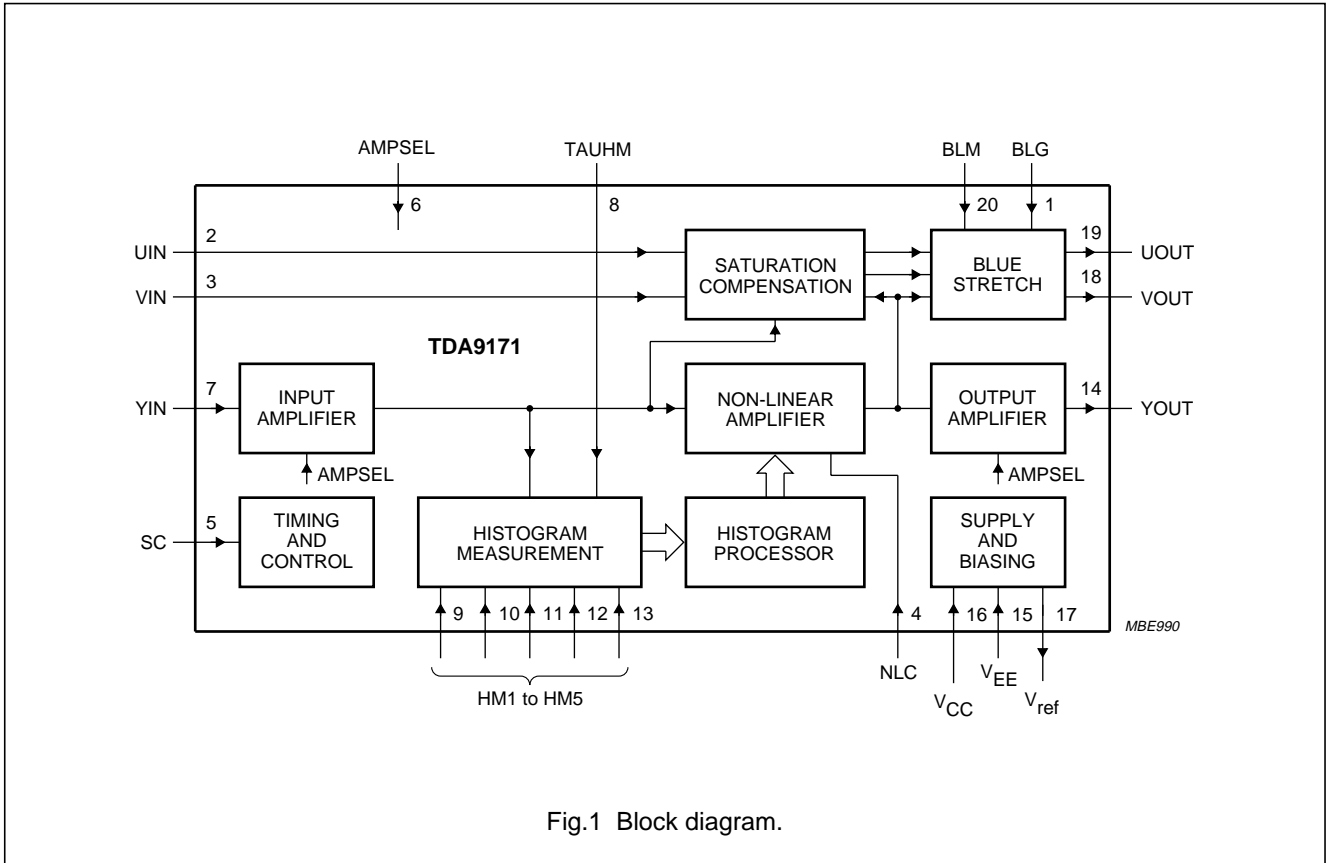 AMPSEL
TAUHM
BLM
BLG
6
8
20
1
UIN
2
SATURATION
COMPENSATION
BLUE
STRETCH
19
UOUT
VIN
3
18
VOUT
TDA9171
YIN
7
INPUT
AMPLIFIER
NON-LINEAR
AMPLIFIER
OUTPUT
AMPLIFIER
14
YOUT
AMPSEL
AMPSEL
SC
5
TIMING
AND
CONTROL
HISTOGRAM
MEASUREMENT
HISTOGRAM
PROCESSOR
SUPPLY
AND
BIASING
9
10
11
12
13
4
16
15
17
MBE990
HM1 to HM5
NLC
VCC
VEE
Vref
Fig.1 Block diagram.